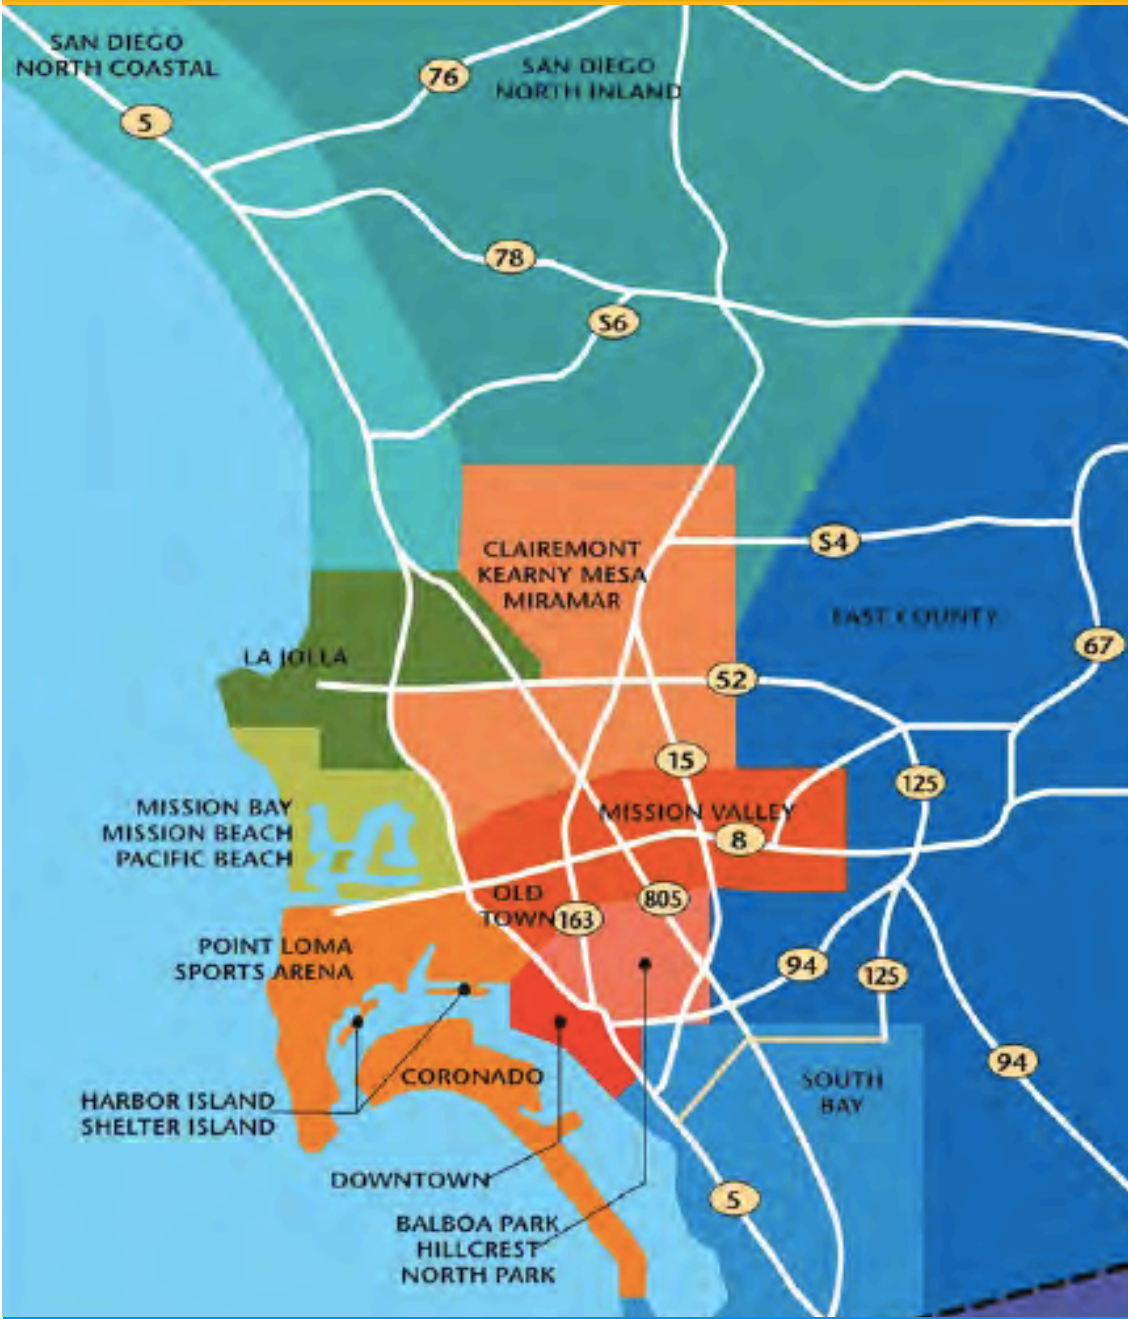 SAN DIEGO
NORTH COASTAL
76
SAN DIEGO
NORTH INLAND
5
78
S6
CLAIREMONT
KEARNY MESA
MIRAMAR
S4
EAST COUNTY
67
LA JOLLA
52
15
125
MISSION BAY
MISSION BEACH
PACIFIC BEACH
MISSION VALLEY
8
OLD
TOWN
163
805
POINT LOMA
SPORTS ARENA
94
125
94
CORONADO
SOUTH
BAY
HARBOR ISLAND
SHELTER ISLAND
DOWNTOWN
5
BALBOA PARK
HILLCREST
NORTH PARK